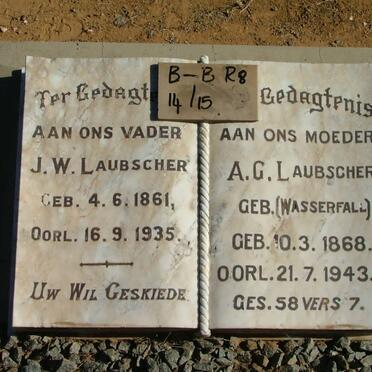 B-B R8
14/15
Ter Gedagt
AAN ONS VADER
J.W. LAUBSCHER
GEB. 4.6.1861,
OORL. 16.9.1935.
UW WIL GESKIEDE
Gedagtenis
AAN ONS MOEDER
A.G. LAUBSCHER
GEB. (WASSERFALL)
GEB. 10.3.1868.
OORL. 21.7.1943.
GES. 58 VERS 7.